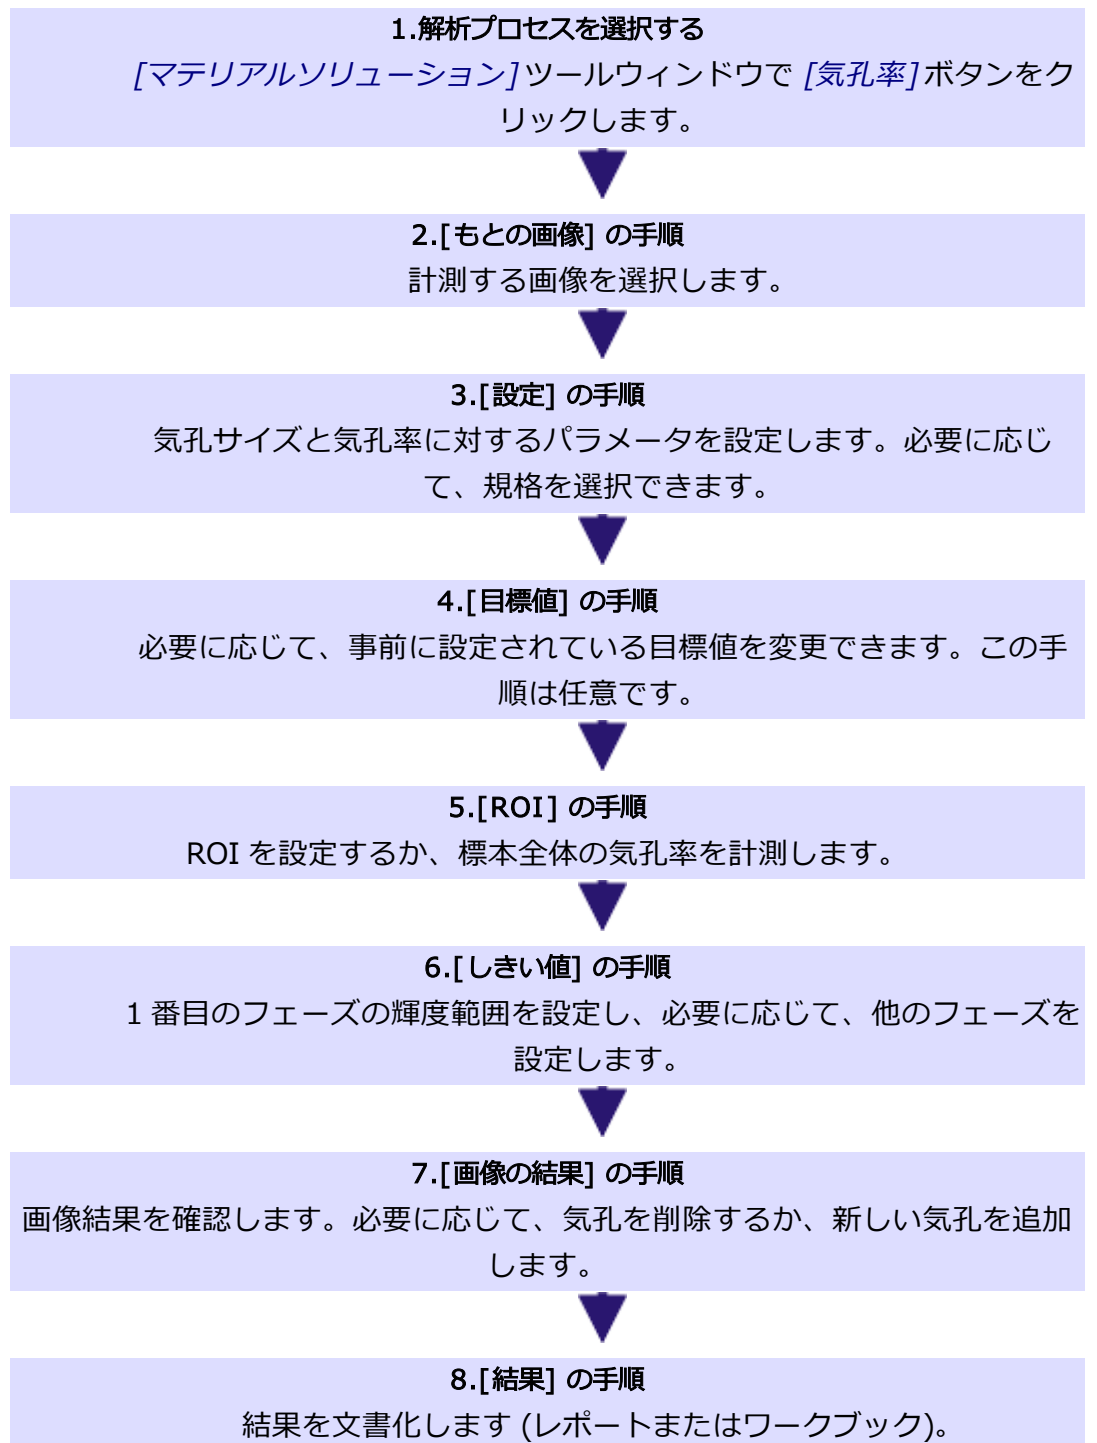 1.解析プロセスを選択する
[マテリアルソリューション]ツールウィンドウで [気孔率]ボタンをク
リックします。
2.[もとの画像] の手順
計測する画像を選択します。
3.[設定] の手順
気孔サイズと気孔率に対するパラメータを設定します。必要に応じ
て、規格を選択できます。
4.[目標値] の手順
必要に応じて、事前に設定されている目標値を変更できます。この手
順は任意です。
5.[ROI] の手順
ROI を設定するか、標本全体の気孔率を計測します。
6.[しきい値] の手順
1 番目のフェーズの輝度範囲を設定し、必要に応じて、他のフェーズを
設定します。
7.[画像の結果] の手順
画像結果を確認します。必要に応じて、気孔を削除するか、新しい気孔を追加
します。
8.[結果] の手順
結果を文書化します (レポートまたはワークブック)。